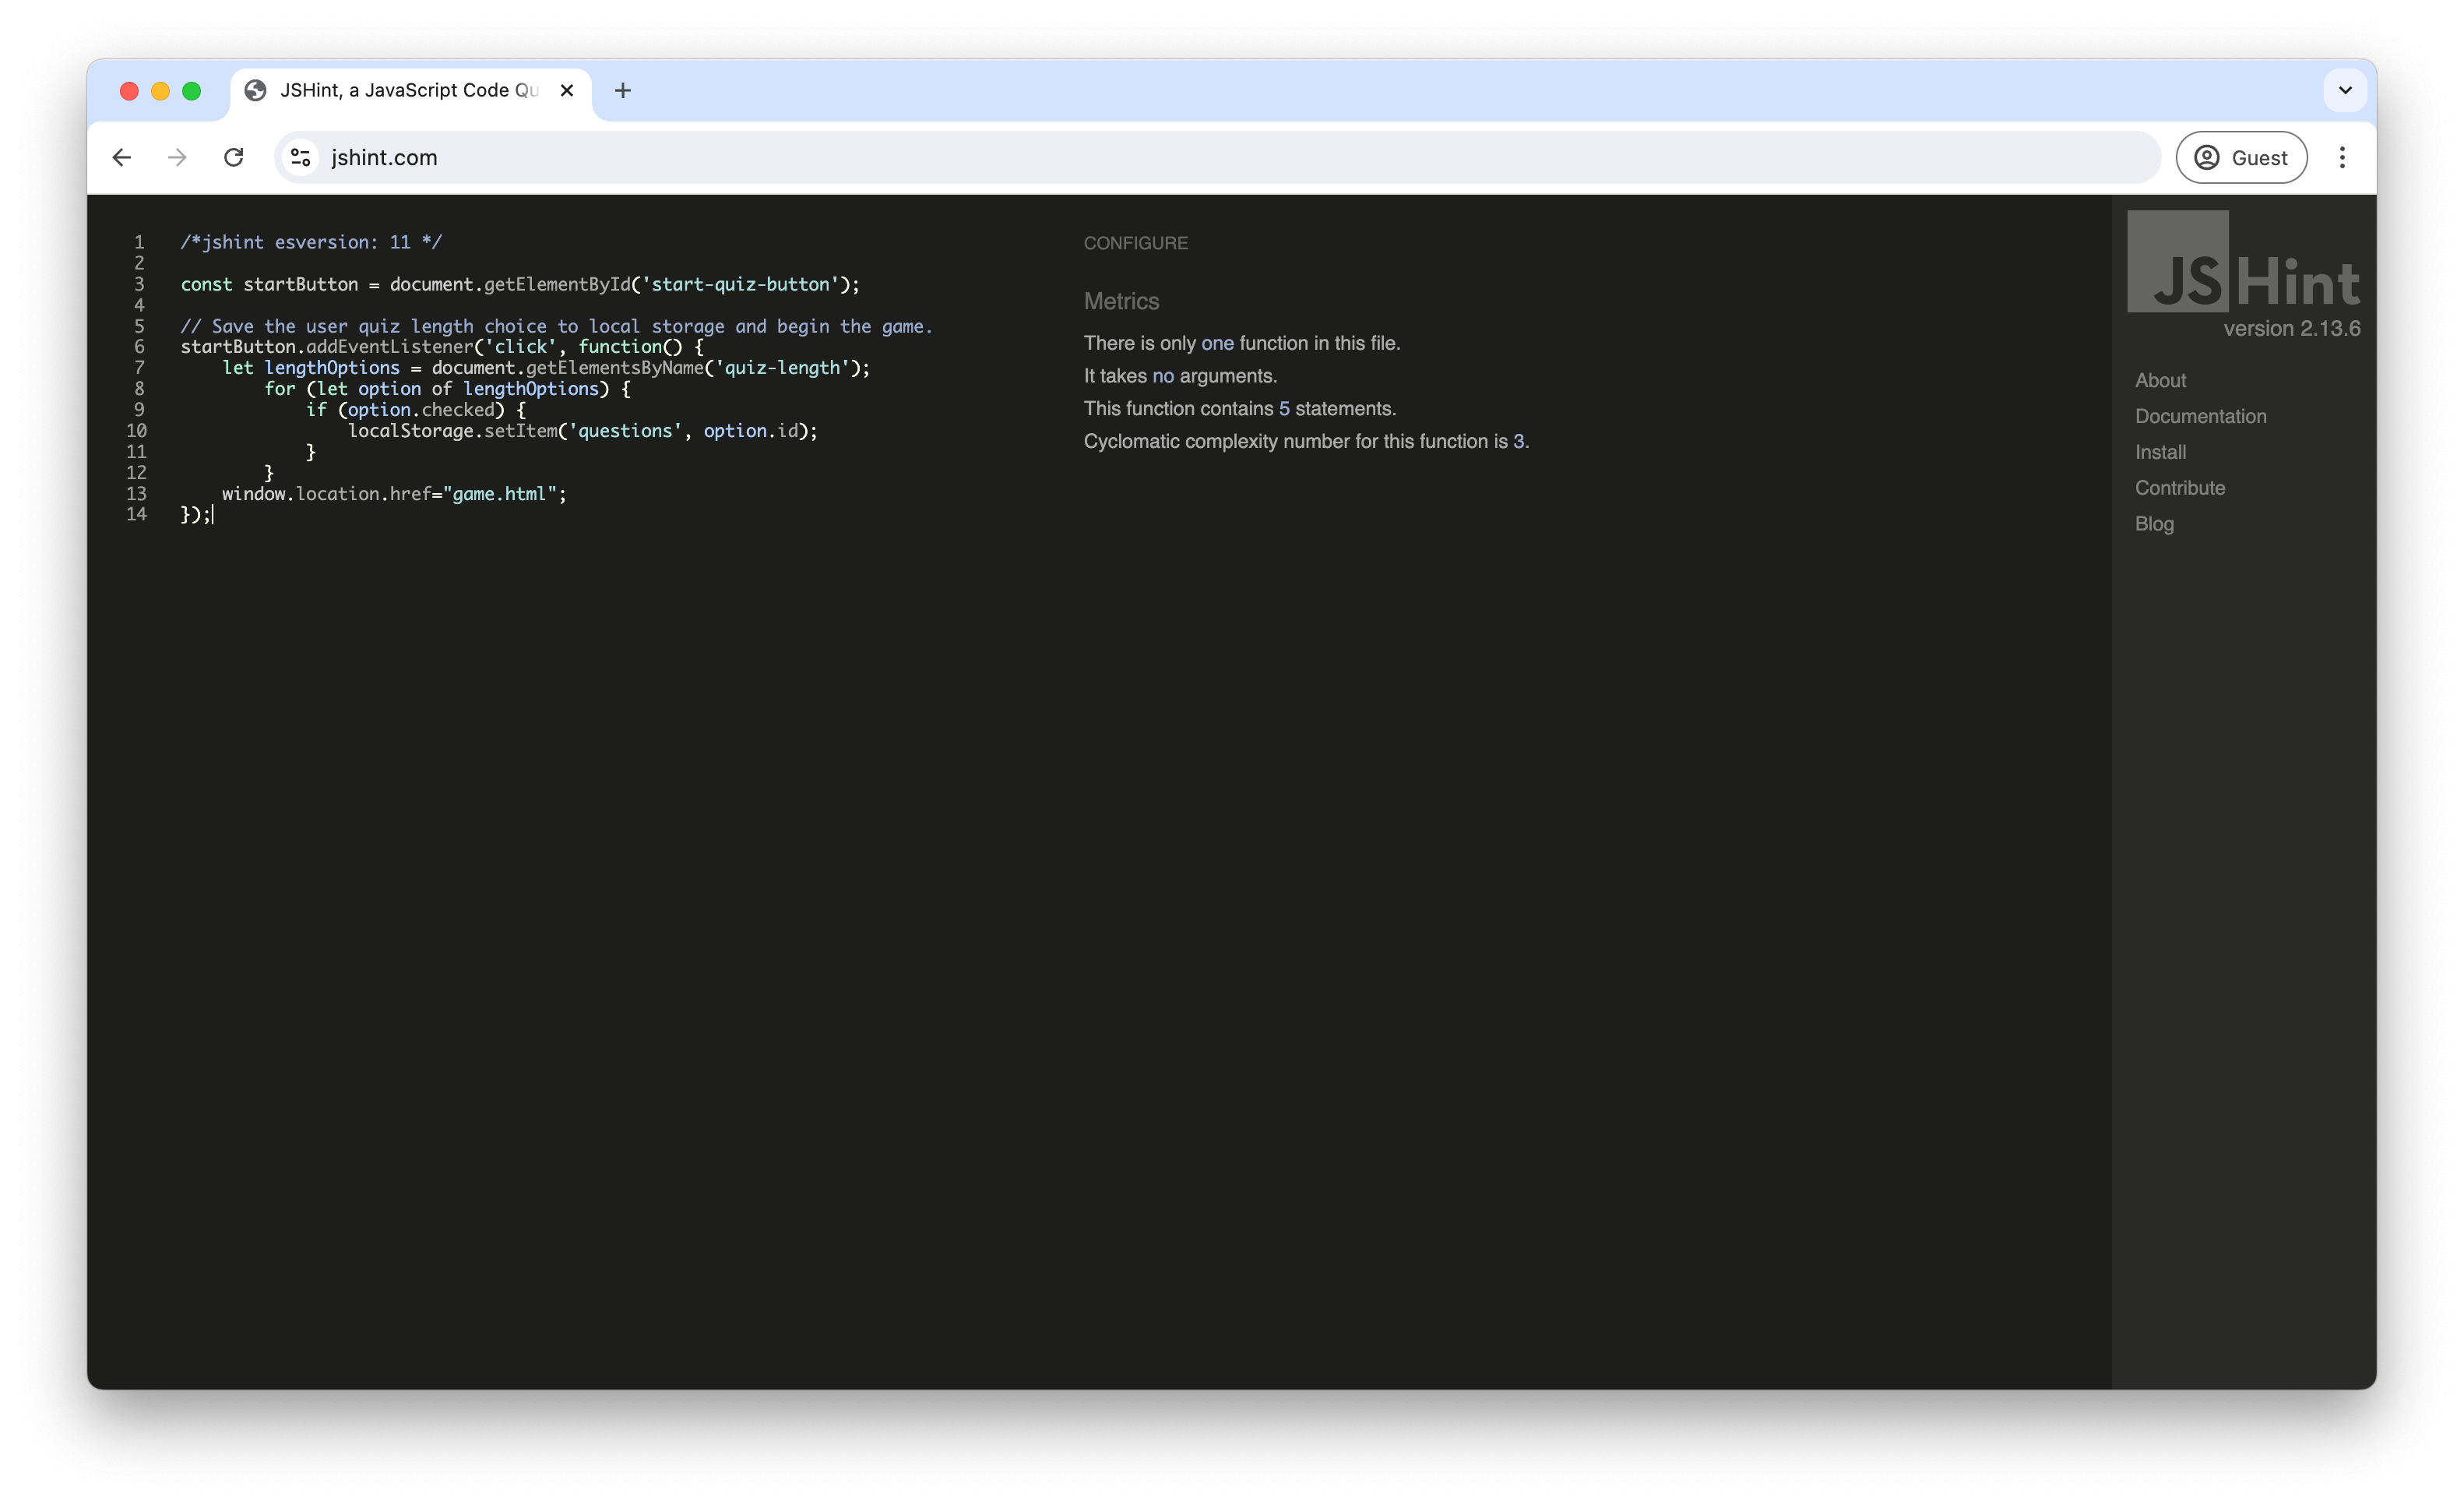 JSHint, a JavaScript Code Qu
jshint.com
Guest
1 /*jshint esversion: 11 */
2
3 const startButton = document.getElementById('start-quiz-button');
4
5 // Save the user quiz length choice to local storage and begin the game.
6 startButton.addEventListener('click', function() {
7     let lengthOptions = document.getElementsByName('quiz-length');
8         for (let option of lengthOptions) {
9             if (option.checked) {
10                 localStorage.setItem('questions', option.id);
11             }
12         }
13     window.location.href="game.html";
14 });
CONFIGURE
Metrics
There is only one function in this file.
It takes no arguments.
This function contains 5 statements.
Cyclomatic complexity number for this function is 3.
JSHint
version 2.13.6
About
Documentation
Install
Contribute
Blog